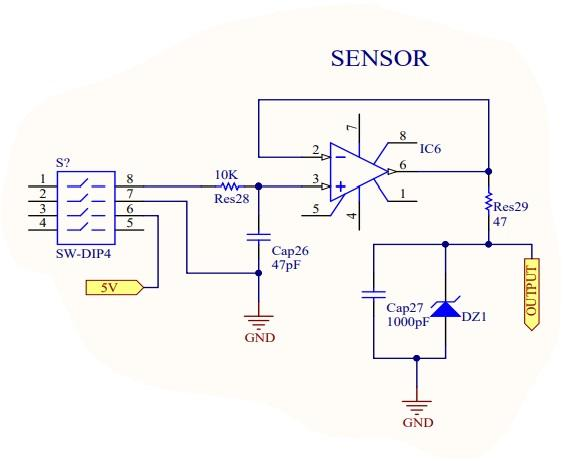 SENSOR
7
S?
8
IC6
2
1
8
10K
6
2
7
3
3
6
Res28
5
1
Res29
4
5
4
47
SW-DIP4
Cap26
47pF
5V
OUTPUT
Cap27
1000pF
DZ1
GND
GND